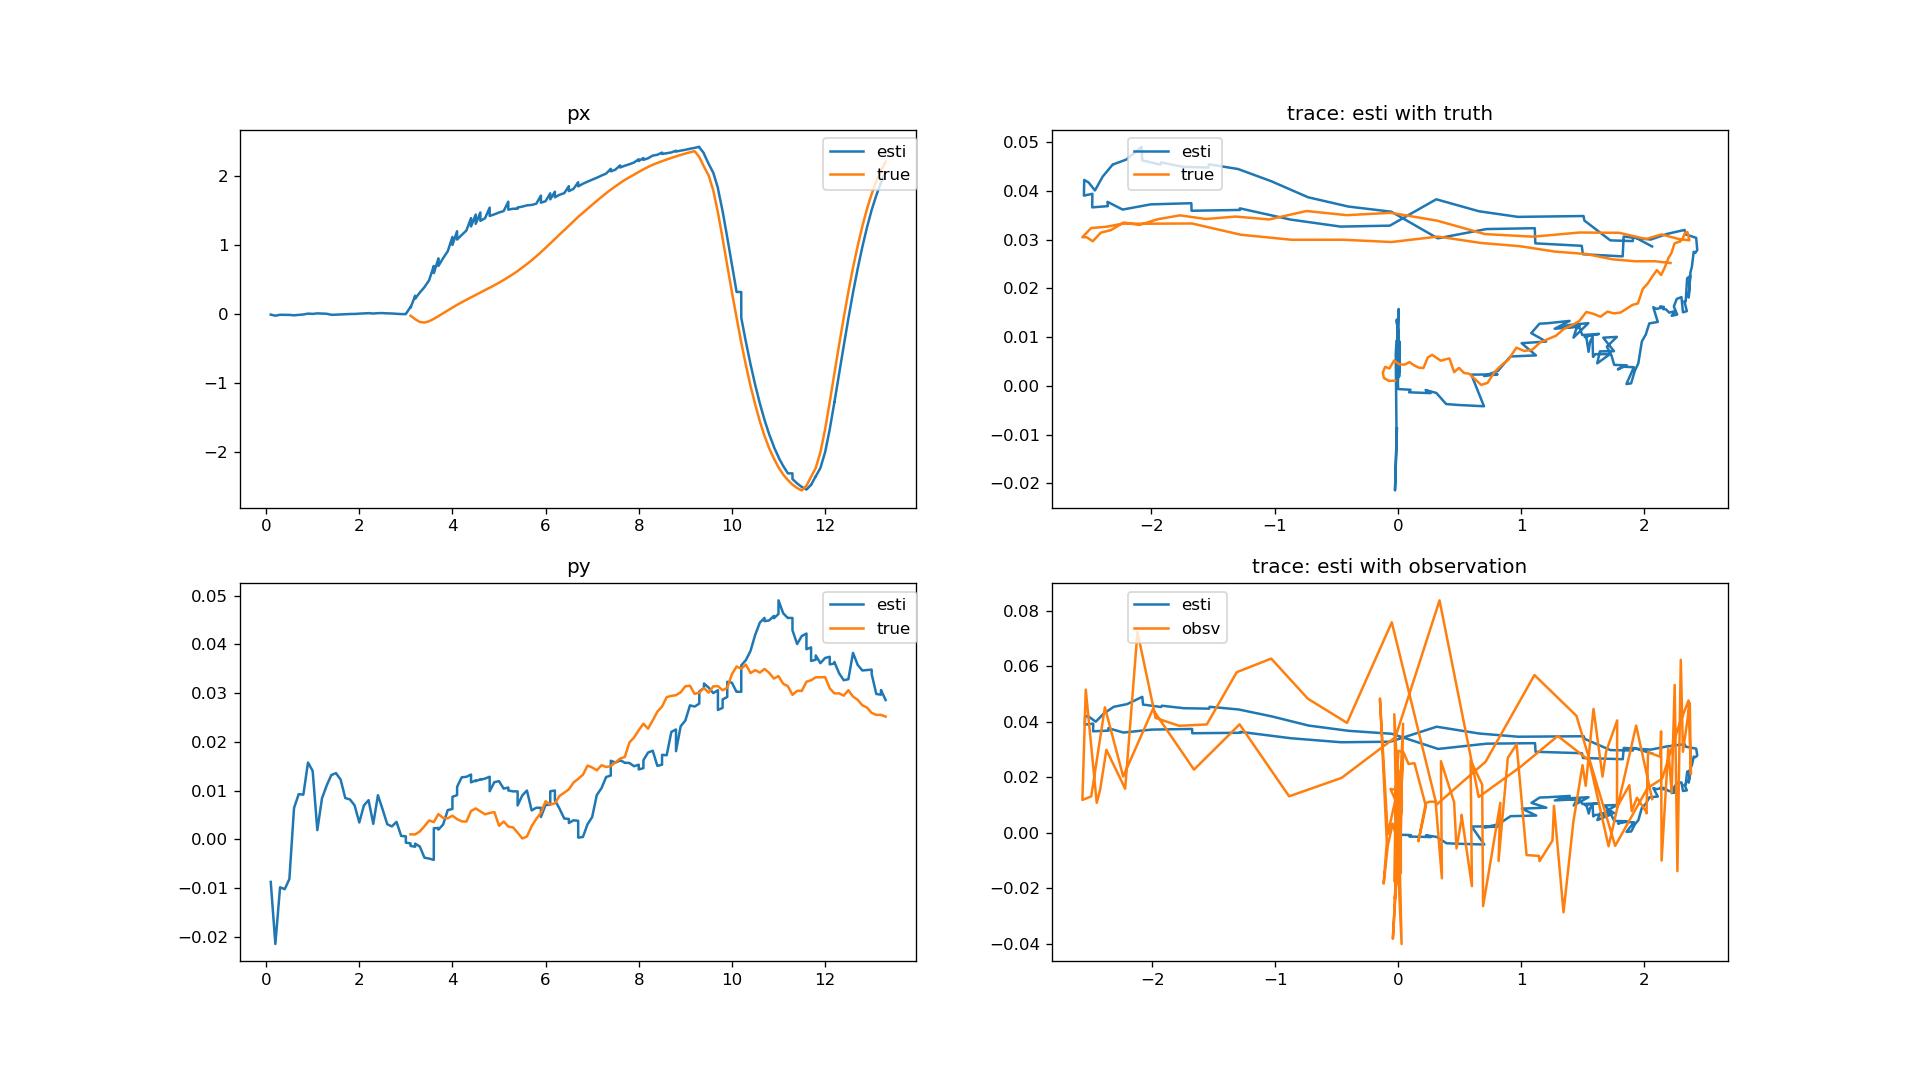 px
esti
true
2
1
0
−1
−2
0 2 4 6 8 10 12
trace: esti with truth
esti
true
0.05
0.04
0.03
0.02
0.01
0.00
−0.01
−0.02
−2 −1 0 1 2
py
esti
true
0.05
0.04
0.03
0.02
0.01
0.00
−0.01
−0.02
0 2 4 6 8 10 12
trace: esti with observation
esti
obsv
0.08
0.06
0.04
0.02
0.00
−0.02
−0.04
−2 −1 0 1 2